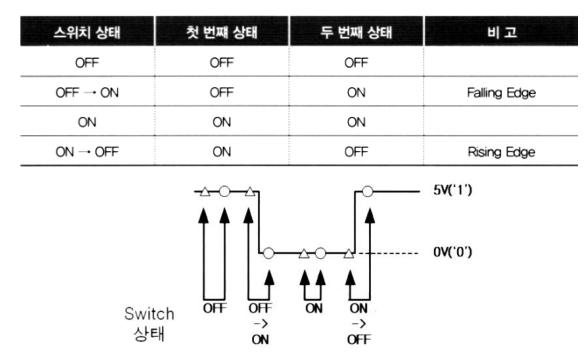 스위치 상태 첫 번째 상태 두 번째 상태 비 고
OFF OFF OFF
OFF → ON OFF ON Falling Edge
ON ON ON
ON → OFF ON OFF Rising Edge
5V('1')
0V('0')
Switch
상태
OFF OFF
->
ON ON ON
->
OFF